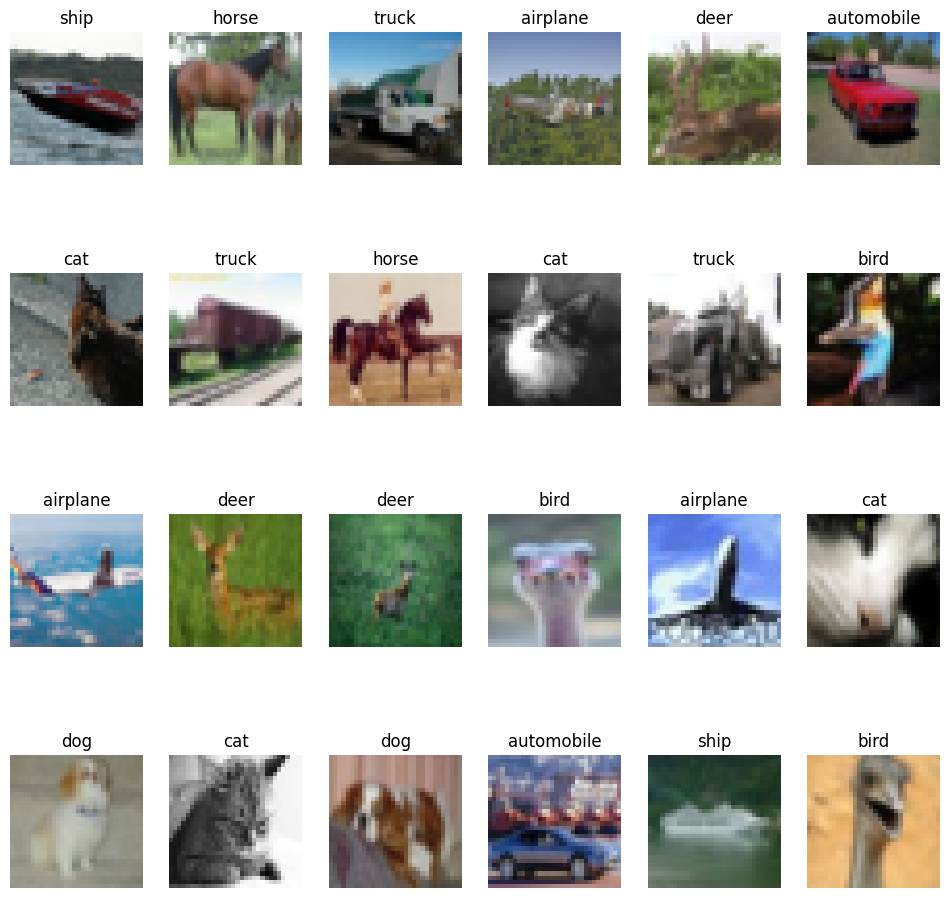 ship horse truck airplane deer automobile
cat truck horse cat truck bird
airplane deer deer bird airplane cat
dog cat dog automobile ship bird